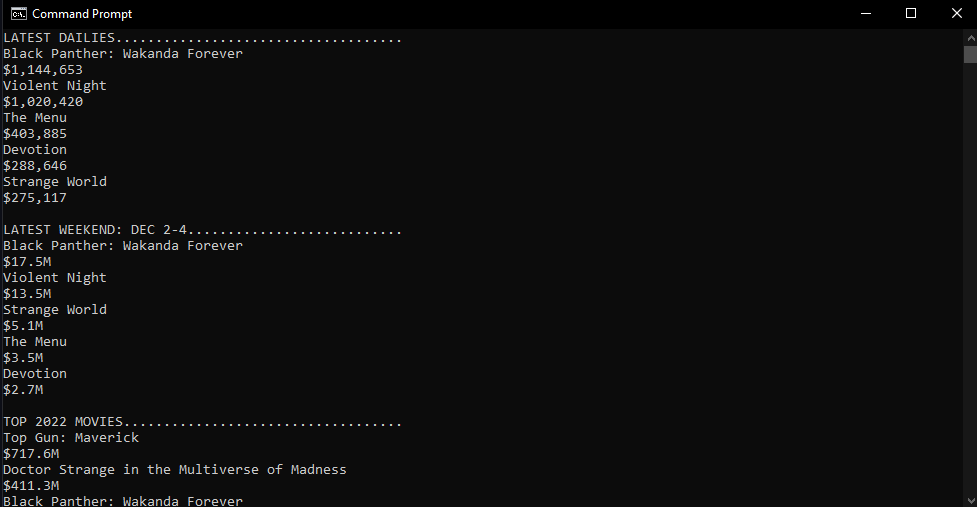 Command Prompt
LATEST DAILIES....................................
Black Panther: Wakanda Forever
$1,144,653
Violent Night
$1,020,420
The Menu
$403,885
Devotion
$288,646
Strange World
$275,117
LATEST WEEKEND: DEC 2-4...........................
Black Panther: Wakanda Forever
$17.5M
Violent Night
$13.5M
Strange World
$5.1M
The Menu
$3.5M
Devotion
$2.7M
TOP 2022 MOVIES...................................
Top Gun: Maverick
$717.6M
Doctor Strange in the Multiverse of Madness
$411.3M
Black Panther: Wakanda Forever